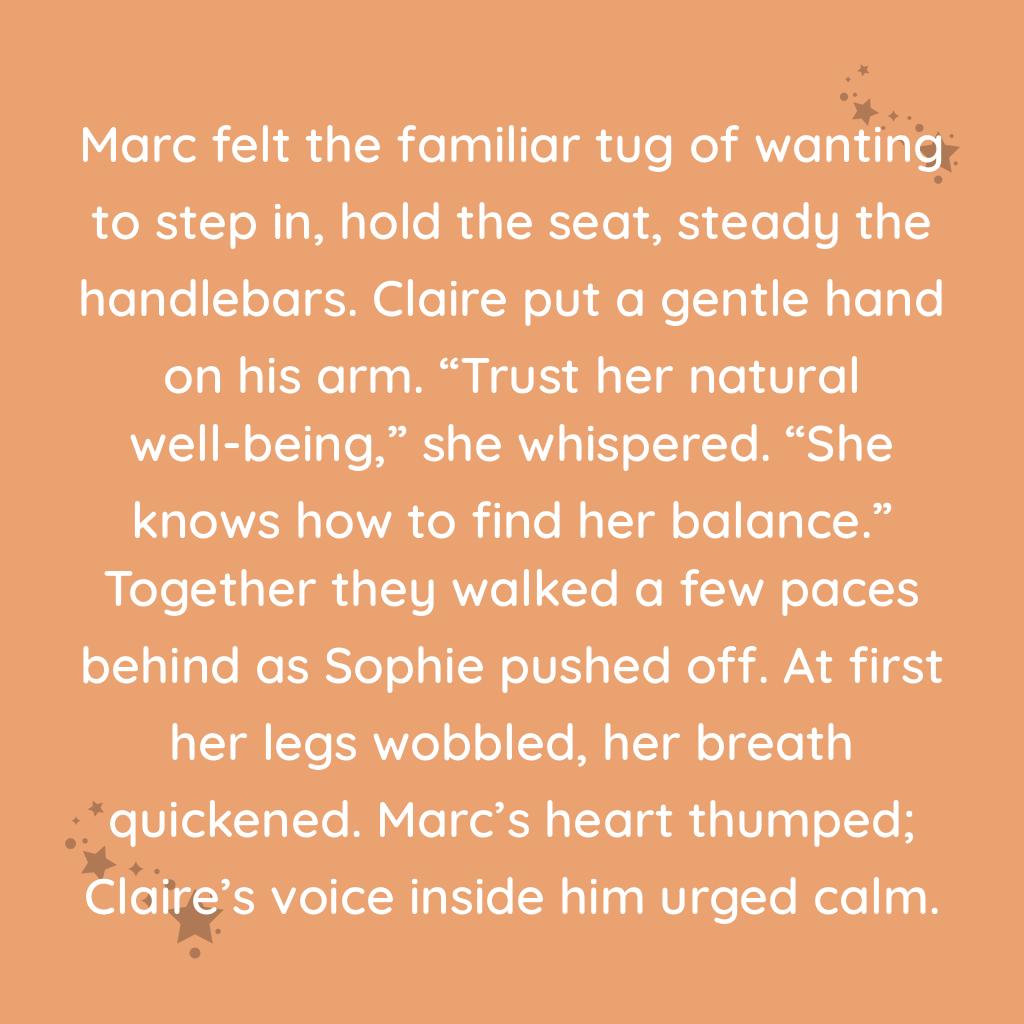 Marc felt the familiar tug of wanting
to step in, hold the seat, steady the
handlebars. Claire put a gentle hand
on his arm. “Trust her natural
well-being,” she whispered. “She
knows how to find her balance.”
Together they walked a few paces
behind as Sophie pushed off. At first
her legs wobbled, her breath
quickened. Marc’s heart thumped;
Claire’s voice inside him urged calm.